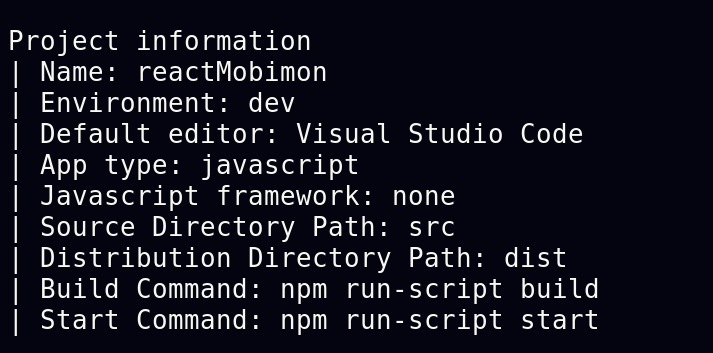 Project information
| Name: reactMobimon
| Environment: dev
| Default editor: Visual Studio Code
| App type: javascript
| Javascript framework: none
| Source Directory Path: src
| Distribution Directory Path: dist
| Build Command: npm run-script build
| Start Command: npm run-script start